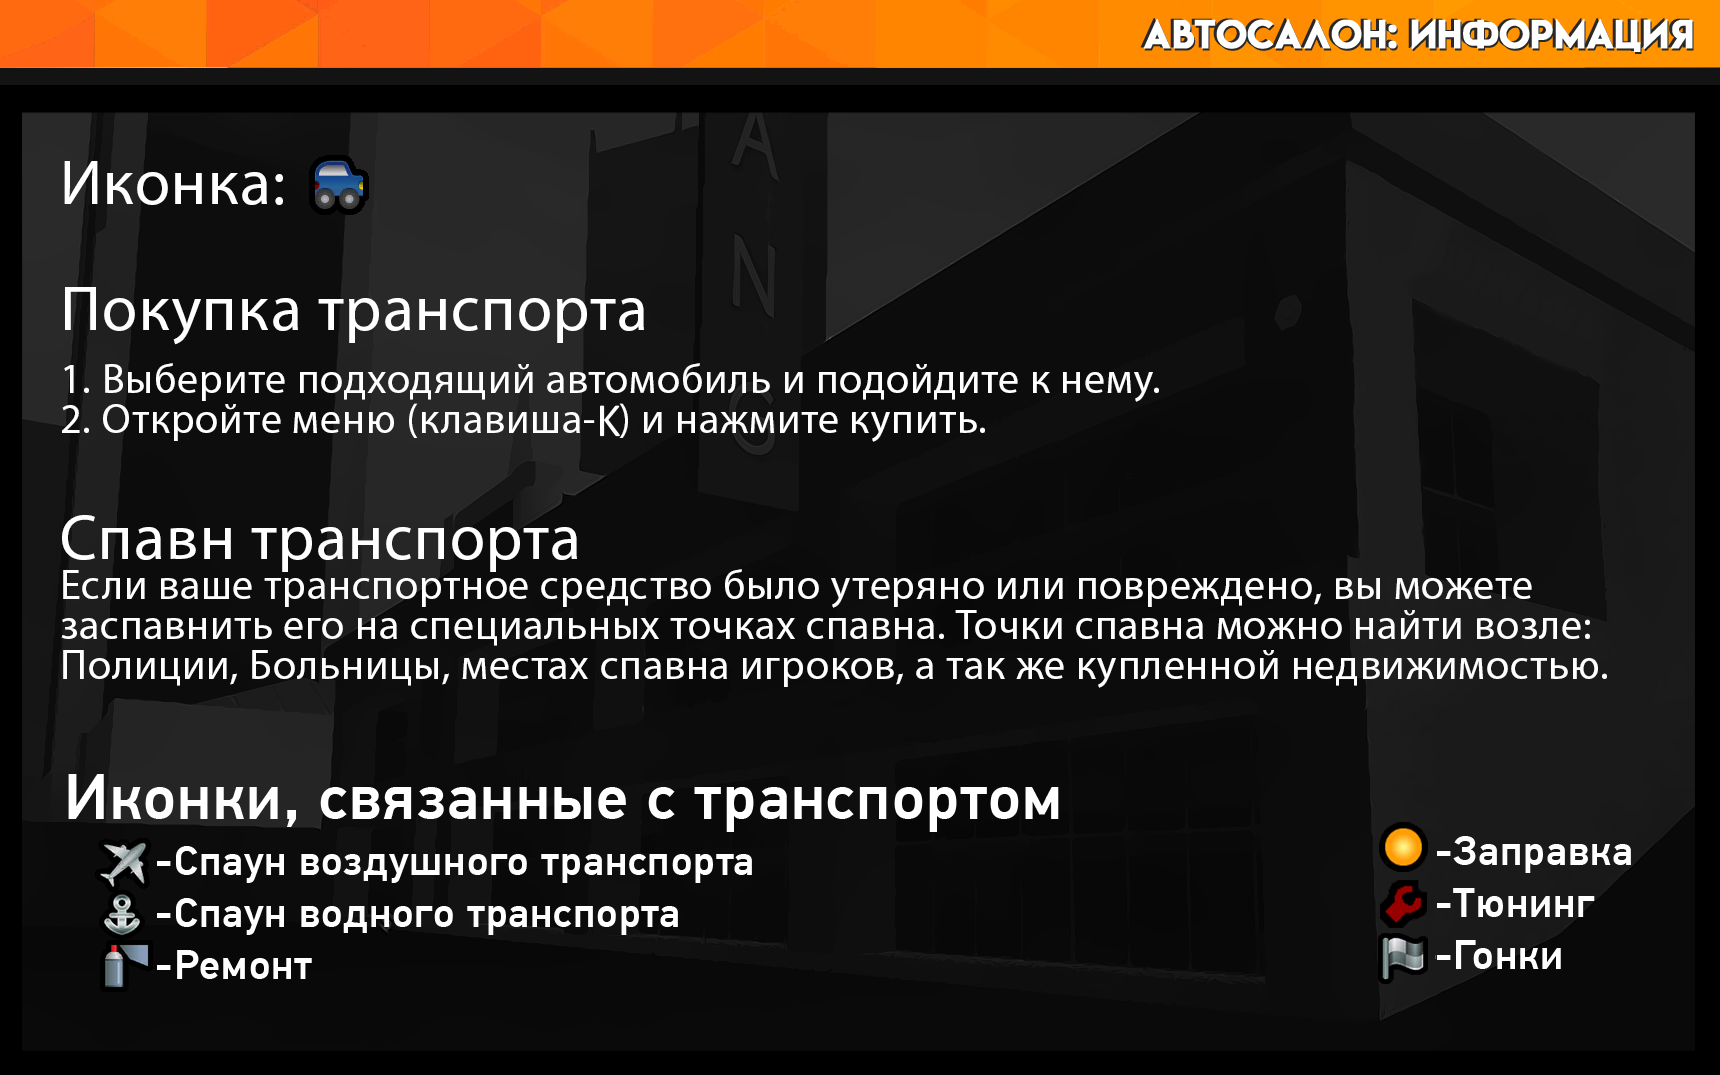 АВТОСАЛОН: ИНФОРМАЦИЯ
Иконка:
Покупка транспорта
1. Выберите подходящий автомобиль и подойдите к нему.
2. Откройте меню (клавиша-К) и нажмите купить.
Спавн транспорта
Если ваше транспортное средство было утеряно или повреждено, вы можете
заспавнить его на специальных точках спавна. Точки спавна можно найти возле:
Полиции, Больницы, местах спавна игроков, а так же купленной недвижимостью.
Иконки, связанные с транспортом
-Спаун воздушного транспорта
-Спаун водного транспорта
-Ремонт
-Заправка
-Тюнинг
-Гонки